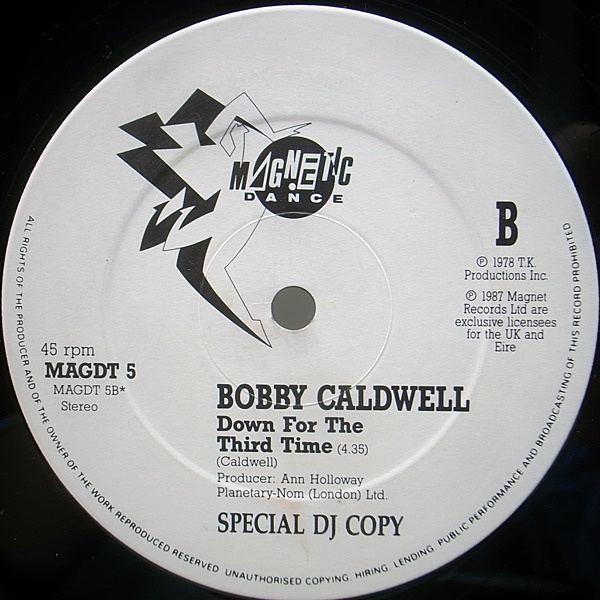 MAGNETIC
DANCE
B
℗ 1978 T.K.
Productions Inc.
℗ 1987 Magnet
Records Ltd are
exclusive licensees
for the UK and
Eire
45 rpm
MAGDT 5
MAGDT 5B*
Stereo
BOBBY CALDWELL
Down For The
Third Time (4.35)
(Caldwell)
Producer: Ann Holloway
Planetary-Nom (London) Ltd.
SPECIAL DJ COPY
ALL RIGHTS OF THE PRODUCER AND OF THE OWNER OF THE WORK REPRODUCED RESERVED UNAUTHORISED COPYING, HIRING, LENDING, PUBLIC PERFORMANCE AND BROADCASTING OF THIS RECORD PROHIBITED